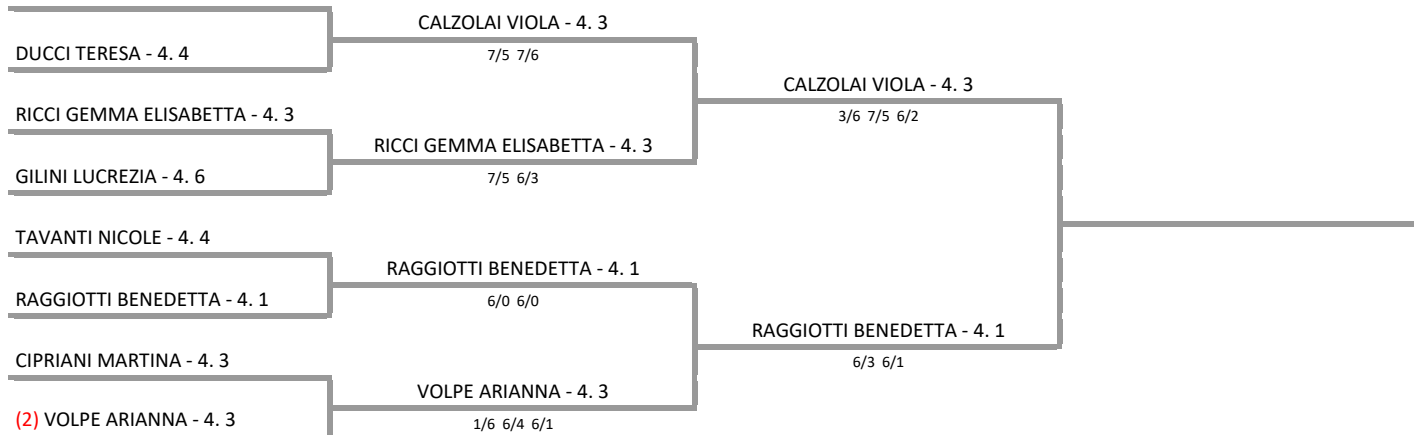 CALZOLAI VIOLA - 4. 3
DUCCI TERESA - 4. 4
7/5 7/6
CALZOLAI VIOLA - 4. 3
RICCI GEMMA ELISABETTA - 4. 3
3/6 7/5 6/2
RICCI GEMMA ELISABETTA - 4. 3
GILINI LUCREZIA - 4. 6
7/5 6/3
TAVANTI NICOLE - 4. 4
RAGGIOTTI BENEDETTA - 4. 1
RAGGIOTTI BENEDETTA - 4. 1
6/0 6/0
RAGGIOTTI BENEDETTA - 4. 1
CIPRIANI MARTINA - 4. 3
6/3 6/1
VOLPE ARIANNA - 4. 3
(2) VOLPE ARIANNA - 4. 3
1/6 6/4 6/1